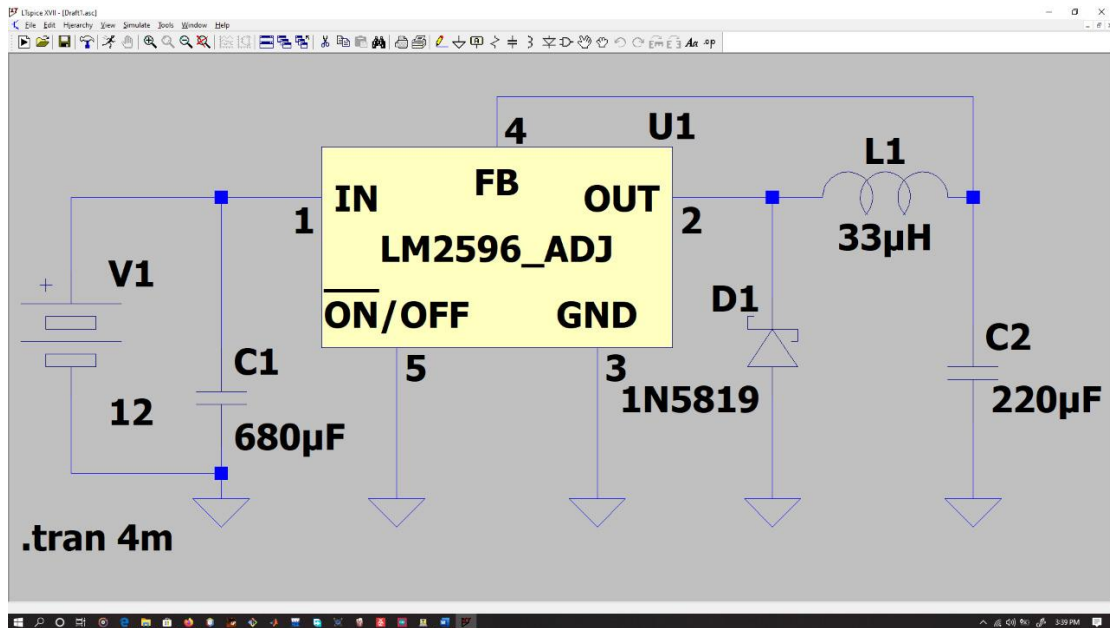 LTspice XVII - [Draft1.asc]
File Edit Hierarchy View Simulate Tools Window Help
Aa .op
4
U1
L1
IN
FB
OUT
1
2
33µH
LM2596_ADJ
V1
+
D1
ON/OFF
GND
C2
C1
5
3
1N5819
220µF
12
680µF
.tran 4m
3:39 PM